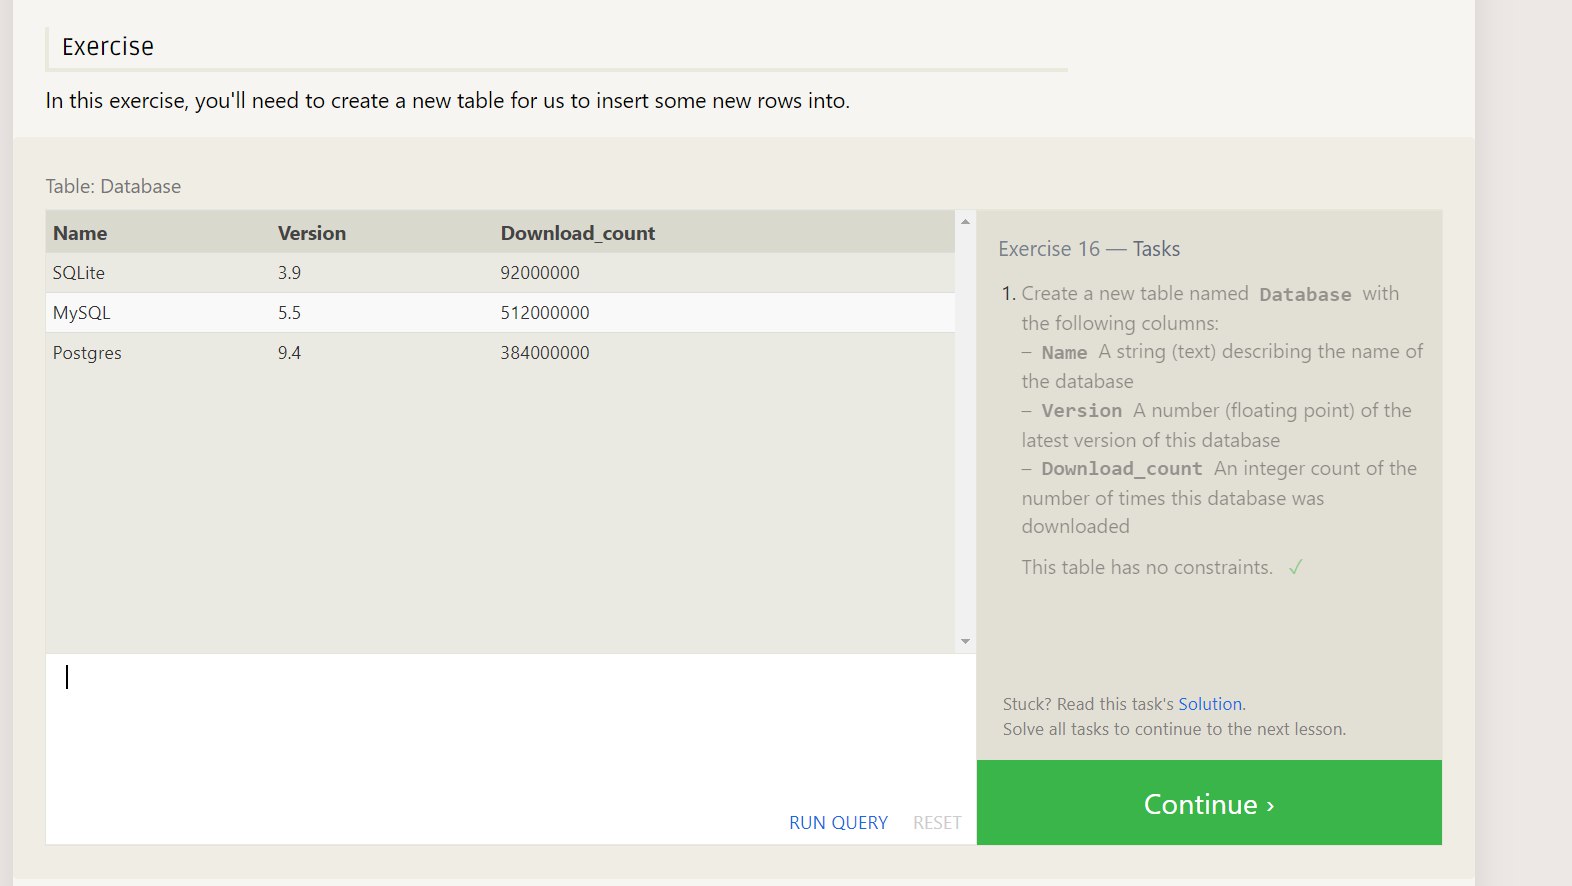 Exercise
In this exercise, you'll need to create a new table for us to insert some new rows into.
Table: Database
Name Version Download_count
SQLite 3.9 92000000
MySQL 5.5 512000000
Postgres 9.4 384000000
RUN QUERY RESET
Exercise 16 — Tasks
1. Create a new table named Database with
the following columns:
– Name A string (text) describing the name of
the database
– Version A number (floating point) of the
latest version of this database
– Download_count An integer count of the
number of times this database was
downloaded
This table has no constraints. ✓
Stuck? Read this task's Solution.
Solve all tasks to continue to the next lesson.
Continue ›